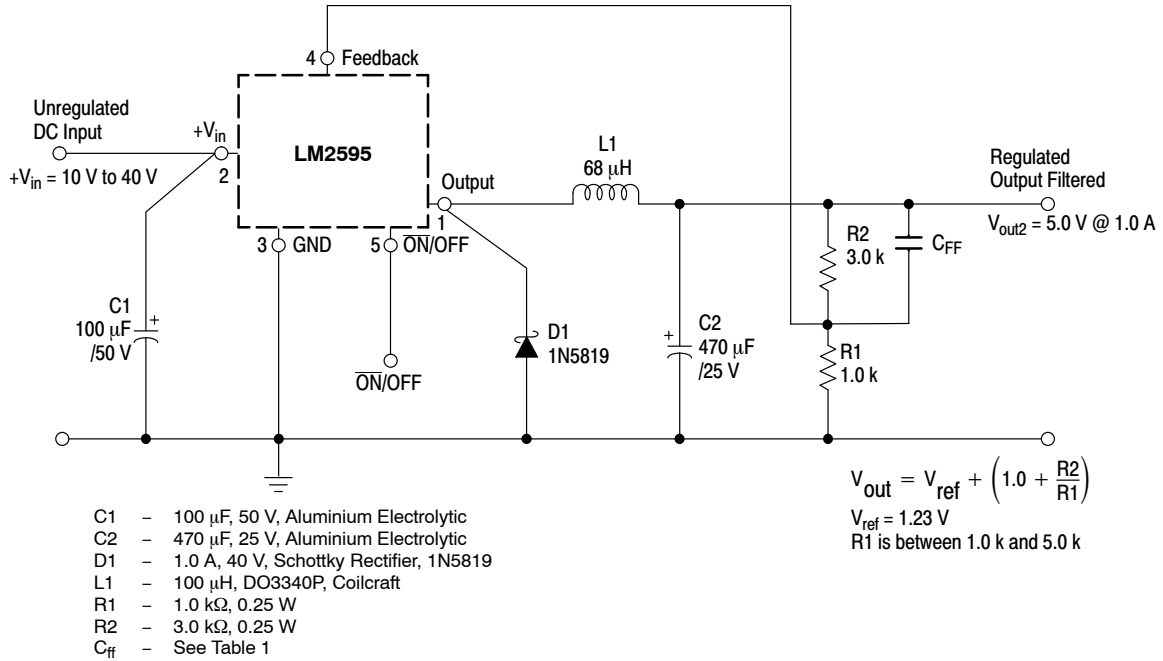 4 Feedback
Unregulated
DC Input
+Vin
+Vin = 10 V to 40 V
2
LM2595
L1
68 μH
Output
1
Regulated
Output Filtered
Vout2 = 5.0 V @ 1.0 A
3 GND
5 ON/OFF
R2
3.0 k
CFF
C1
100 μF
/50 V
+
ON/OFF
D1
1N5819
+
C2
470 μF
/25 V
R1
1.0 k
Vout = Vref + (1.0 + R2/R1)
Vref = 1.23 V
R1 is between 1.0 k and 5.0 k
C1 – 100 μF, 50 V, Aluminium Electrolytic
C2 – 470 μF, 25 V, Aluminium Electrolytic
D1 – 1.0 A, 40 V, Schottky Rectifier, 1N5819
L1 – 100 μH, DO3340P, Coilcraft
R1 – 1.0 kΩ, 0.25 W
R2 – 3.0 kΩ, 0.25 W
Cff – See Table 1